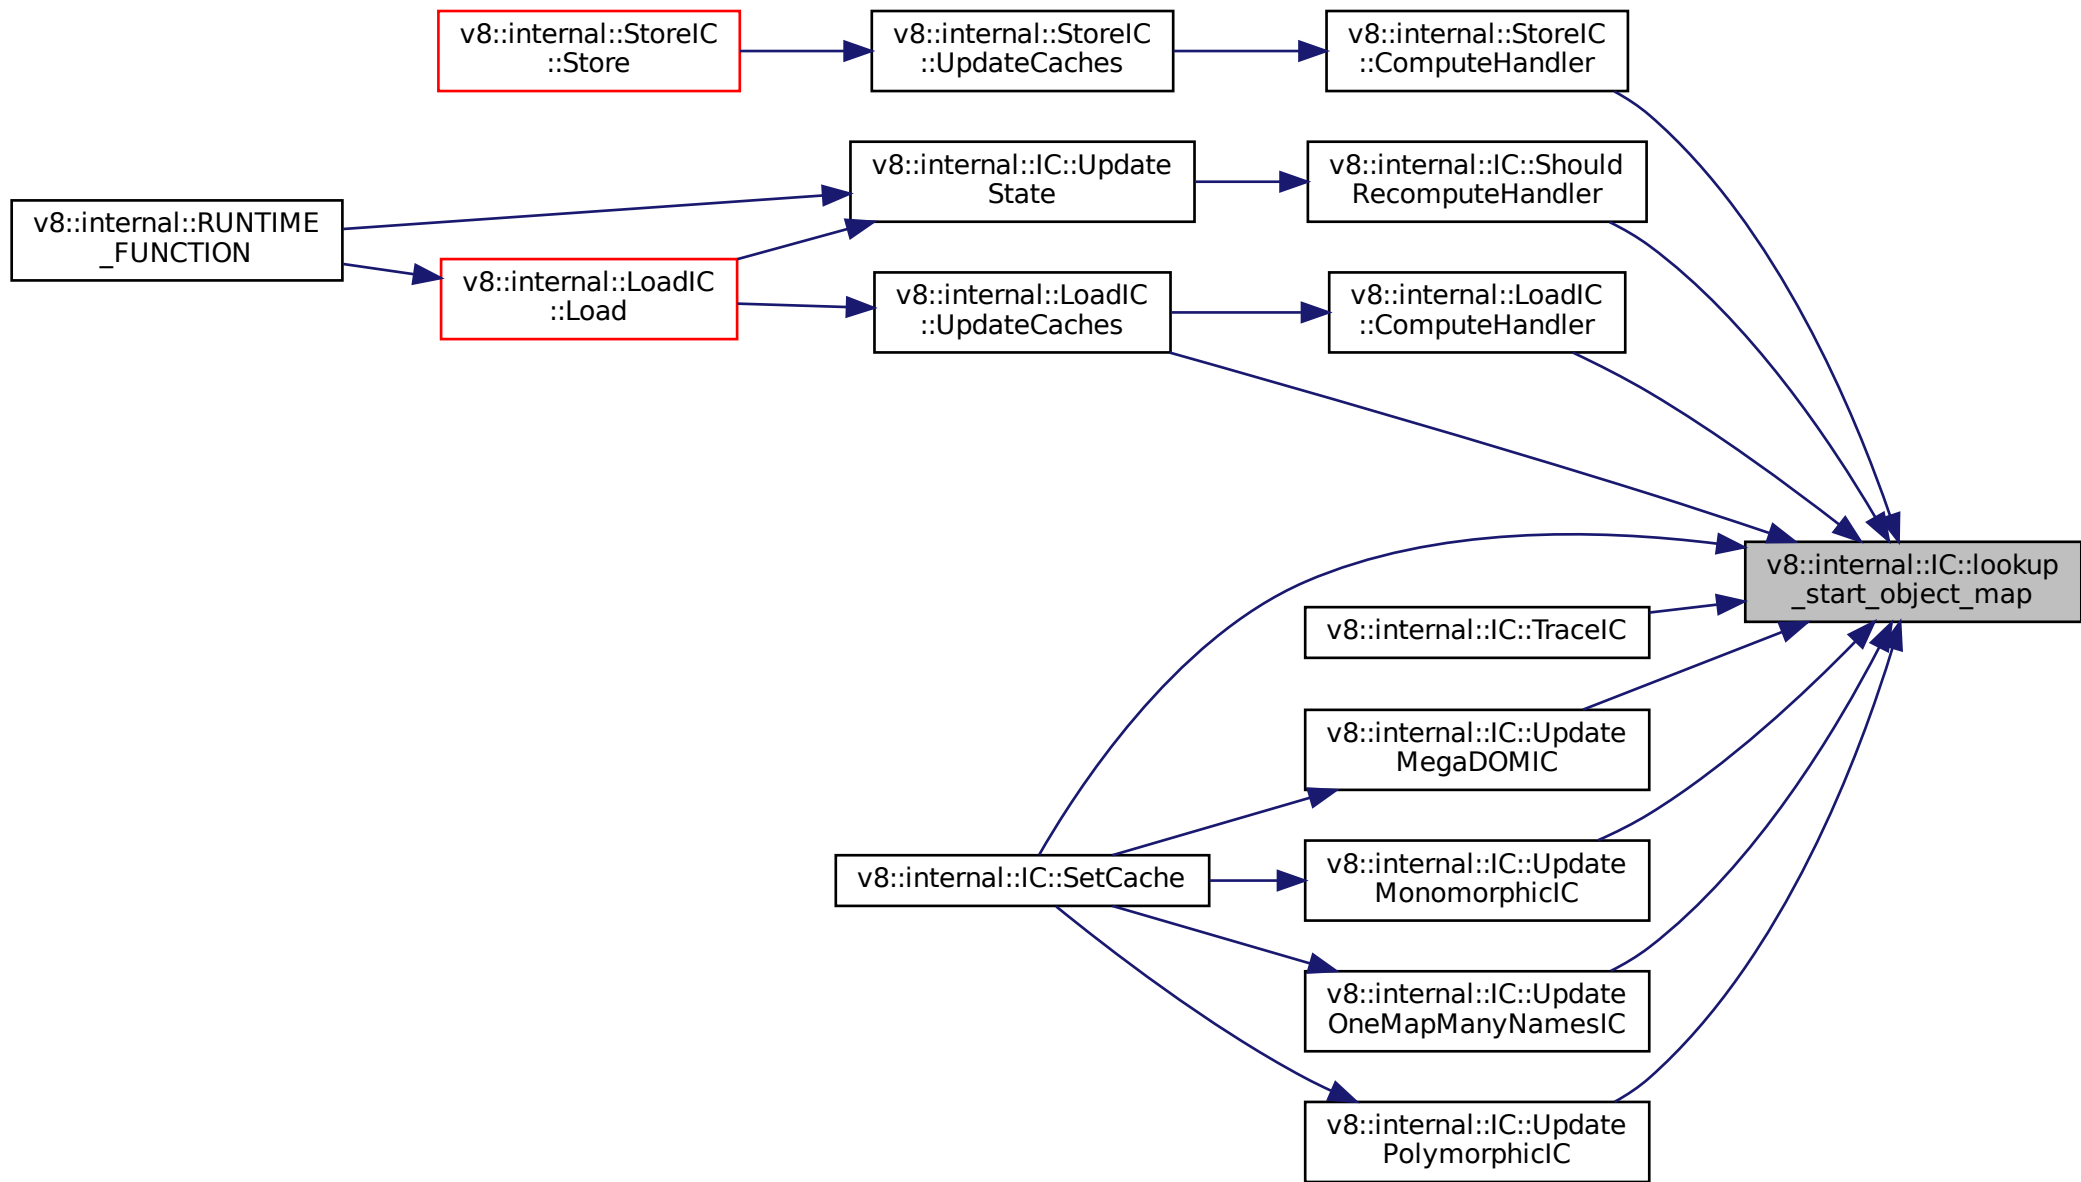 v8::internal::StoreIC
::Store
v8::internal::StoreIC
::UpdateCaches
v8::internal::StoreIC
::ComputeHandler
v8::internal::IC::Update
State
v8::internal::IC::Should
RecomputeHandler
v8::internal::RUNTIME
_FUNCTION
v8::internal::LoadIC
::Load
v8::internal::LoadIC
::UpdateCaches
v8::internal::LoadIC
::ComputeHandler
v8::internal::IC::lookup
_start_object_map
v8::internal::IC::TraceIC
v8::internal::IC::Update
MegaDOMIC
v8::internal::IC::SetCache
v8::internal::IC::Update
MonomorphicIC
v8::internal::IC::Update
OneMapManyNamesIC
v8::internal::IC::Update
PolymorphicIC